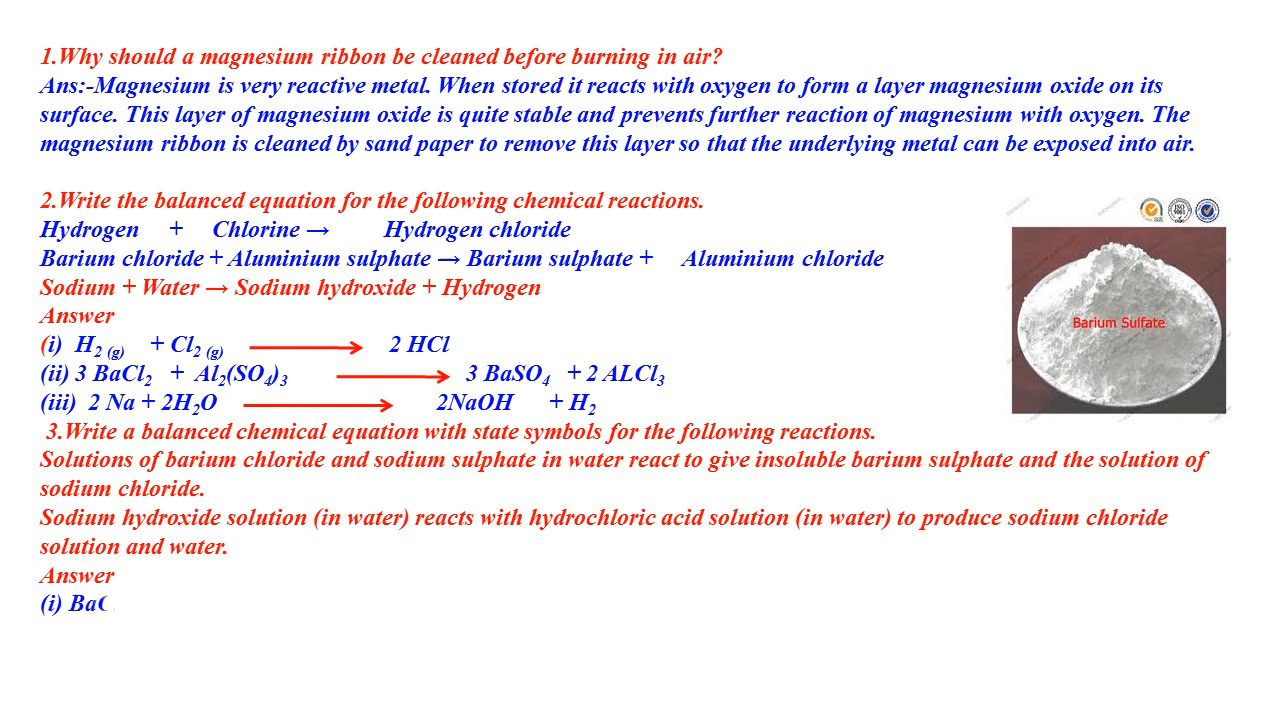 1.Why should a magnesium ribbon be cleaned before burning in air?
Ans:-Magnesium is very reactive metal. When stored it reacts with oxygen to form a layer magnesium oxide on its
surface. This layer of magnesium oxide is quite stable and prevents further reaction of magnesium with oxygen. The
magnesium ribbon is cleaned by sand paper to remove this layer so that the underlying metal can be exposed into air.
2.Write the balanced equation for the following chemical reactions.
Hydrogen + Chlorine → Hydrogen chloride
Barium chloride + Aluminium sulphate → Barium sulphate + Aluminium chloride
Sodium + Water → Sodium hydroxide + Hydrogen
Answer
(i) H2 (g) + Cl2 (g) → 2 HCl
(ii) 3 BaCl2 + Al2(SO4)3 → 3 BaSO4 + 2 ALCl3
(iii) 2 Na + 2H2O → 2NaOH + H2
3.Write a balanced chemical equation with state symbols for the following reactions.
Solutions of barium chloride and sodium sulphate in water react to give insoluble barium sulphate and the solution of
sodium chloride.
Sodium hydroxide solution (in water) reacts with hydrochloric acid solution (in water) to produce sodium chloride
solution and water.
Answer
(i) Ba
SGS
ISO
9001
Barium Sulfate